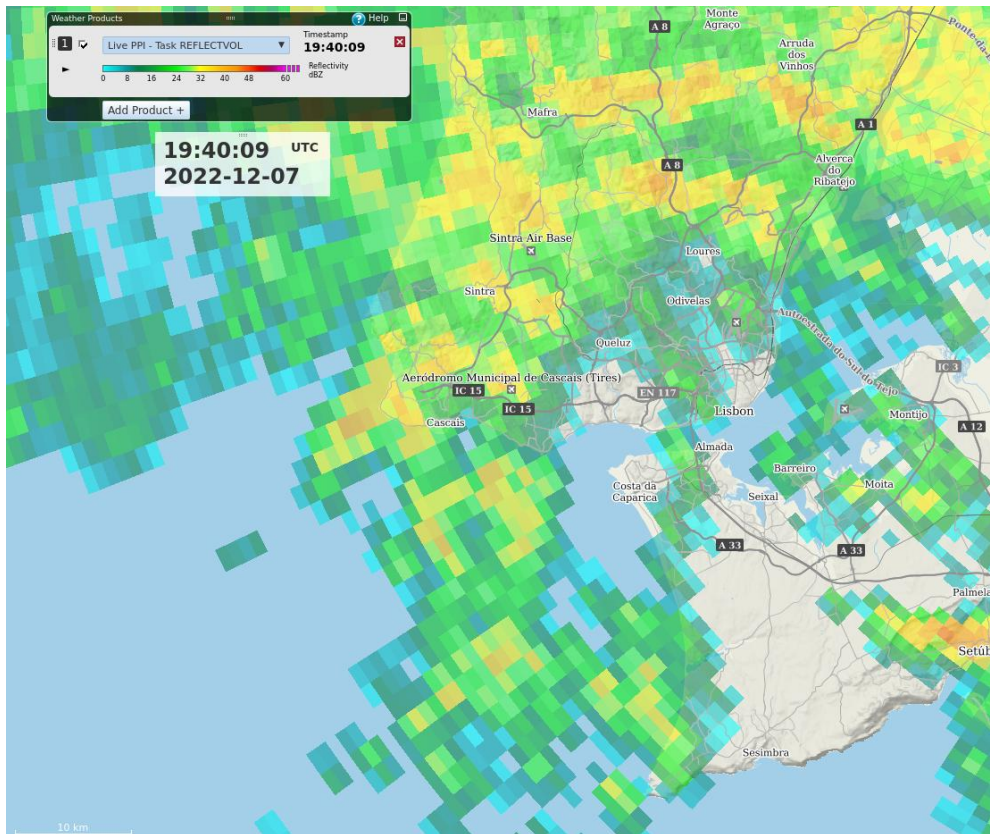 Weather Products
Help
1
Live PPI - Task REFLECTVOL
Timestamp
19:40:09
0 8 16 24 32 40 48 60
Reflectivity
dBZ
Add Product +
19:40:09 UTC
2022-12-07
Monte
Agraço
A 8
Arruda
dos
Vinhos
Ponte-da
Mafra
A 1
A 8
Alverca
do
Ribatejo
Sintra Air Base
Loures
Sintra
Odivelas
Queluz
Autoestrada do Sul do Tejo
IC 3
Aeródromo Municipal de Cascais (Tires)
IC 15
EN 117
IC 15
Lisbon
Montijo
Cascais
A 12
Almada
Barreiro
Costa da
Caparica
Seixal
Moita
A 33
A 33
Palmela
Setúb
Sesimbra
10 km